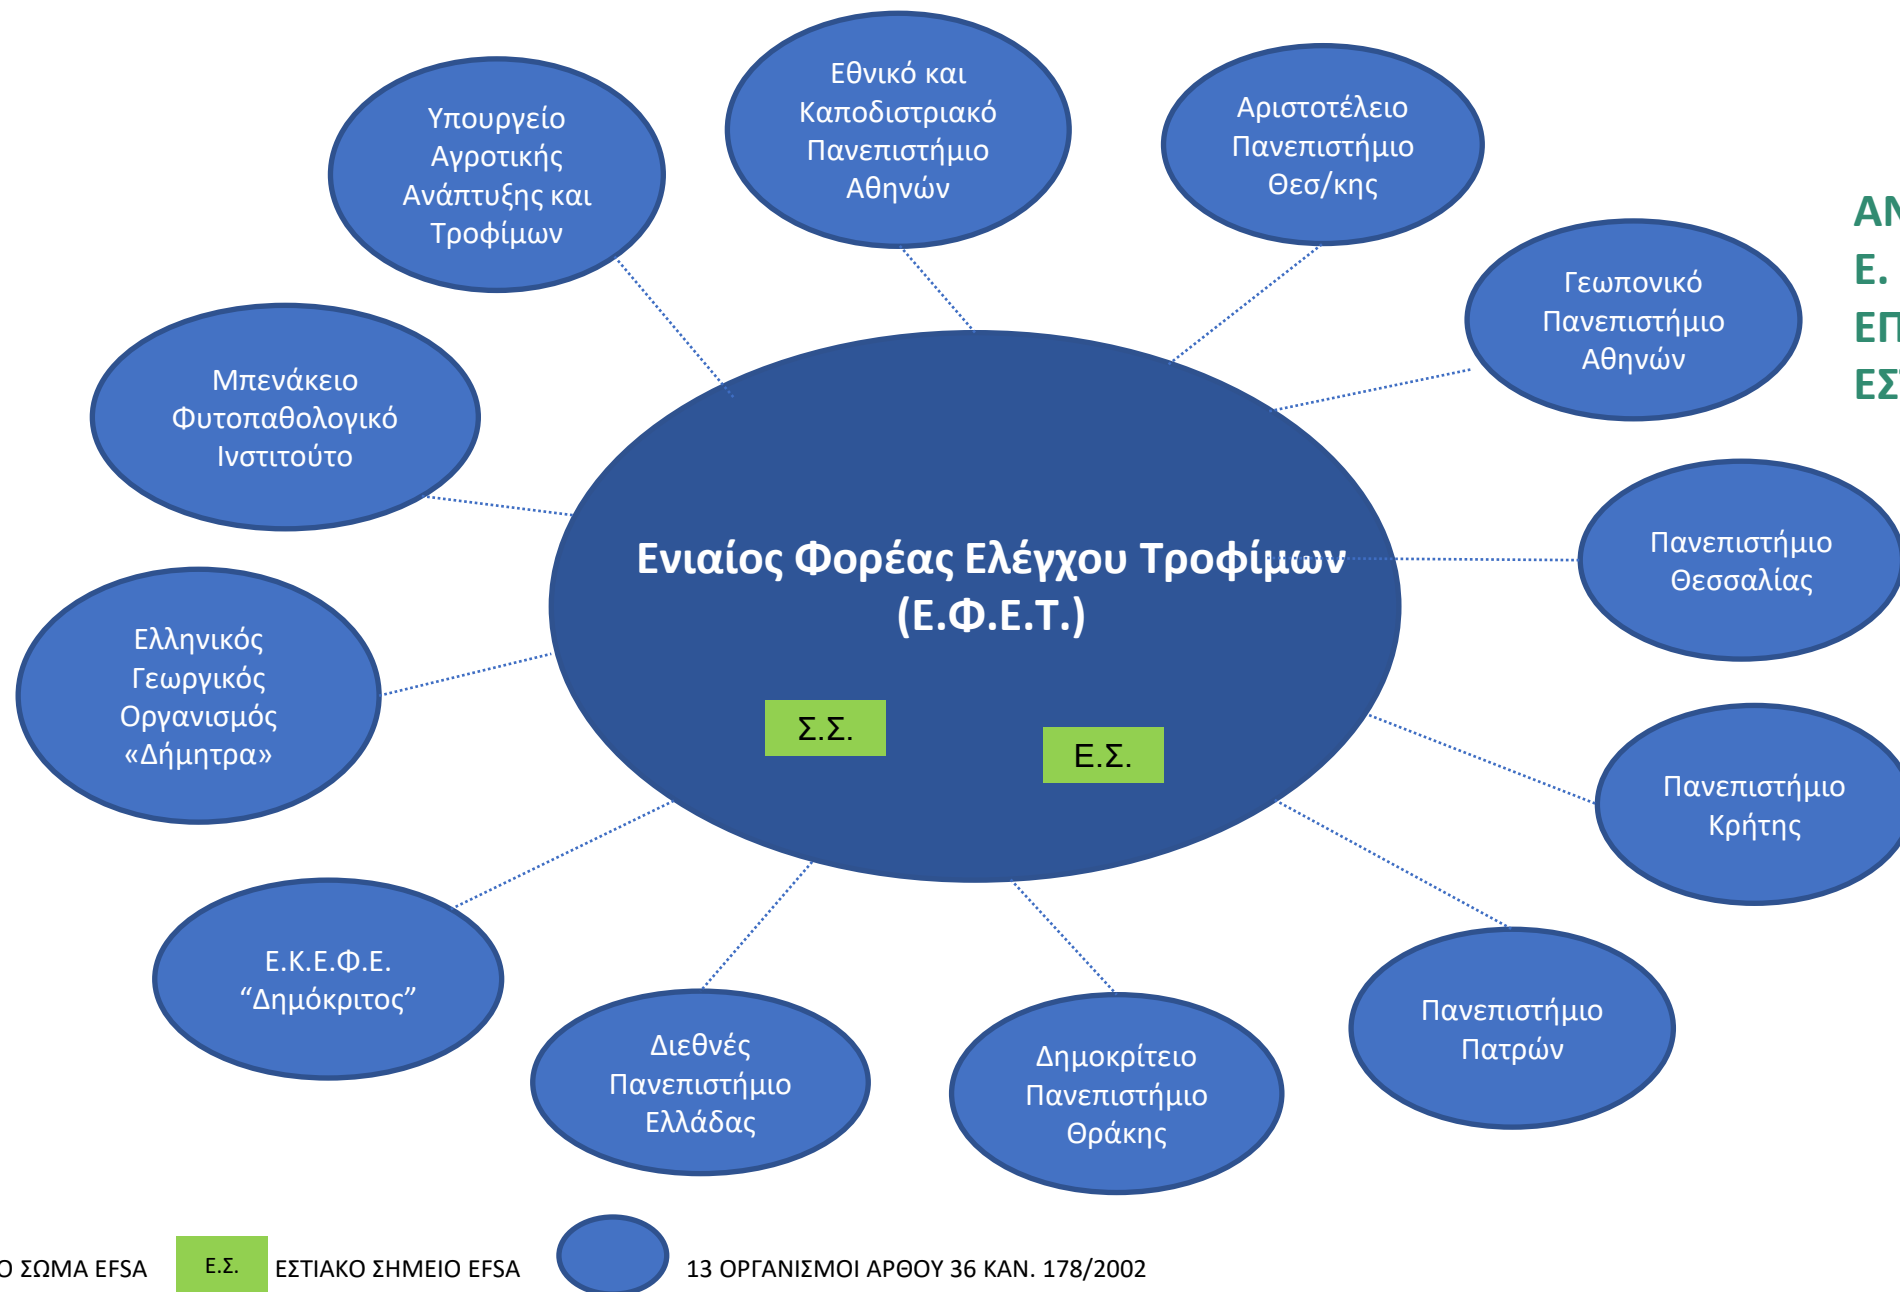 Εθνικό και
Καποδιστριακό
Πανεπιστήμιο
Αθηνών
Υπουργείο
Αγροτικής
Ανάπτυξης και
Τροφίμων
Αριστοτέλειο
Πανεπιστήμιο
Θεσ/κης
Γεωπονικό
Πανεπιστήμιο
Αθηνών
Ε.
Μπενάκειο
Φυτοπαθολογικό
Ινστιτούτο
Πανεπιστήμιο
Θεσσαλίας
Ενιαίος Φορέας Ελέγχου Τροφίμων
(Ε.Φ.Ε.Τ.)
Ελληνικός
Γεωργικός
Οργανισμός
«Δήμητρα»
Σ.Σ.
Ε.Σ.
Πανεπιστήμιο
Κρήτης
Ε.Κ.Ε.Φ.Ε.
“Δημόκριτος”
Πανεπιστήμιο
Πατρών
Διεθνές
Πανεπιστήμιο
Ελλάδας
Δημοκρίτειο
Πανεπιστήμιο
Θράκης
ΣΩΜΑ EFSA
Ε.Σ.
ΕΣΤΙΑΚΟ ΣΗΜΕΙΟ EFSA
13 ΟΡΓΑΝΙΣΜΟΙ ΑΡΘΟΥ 36 ΚΑΝ. 178/2002